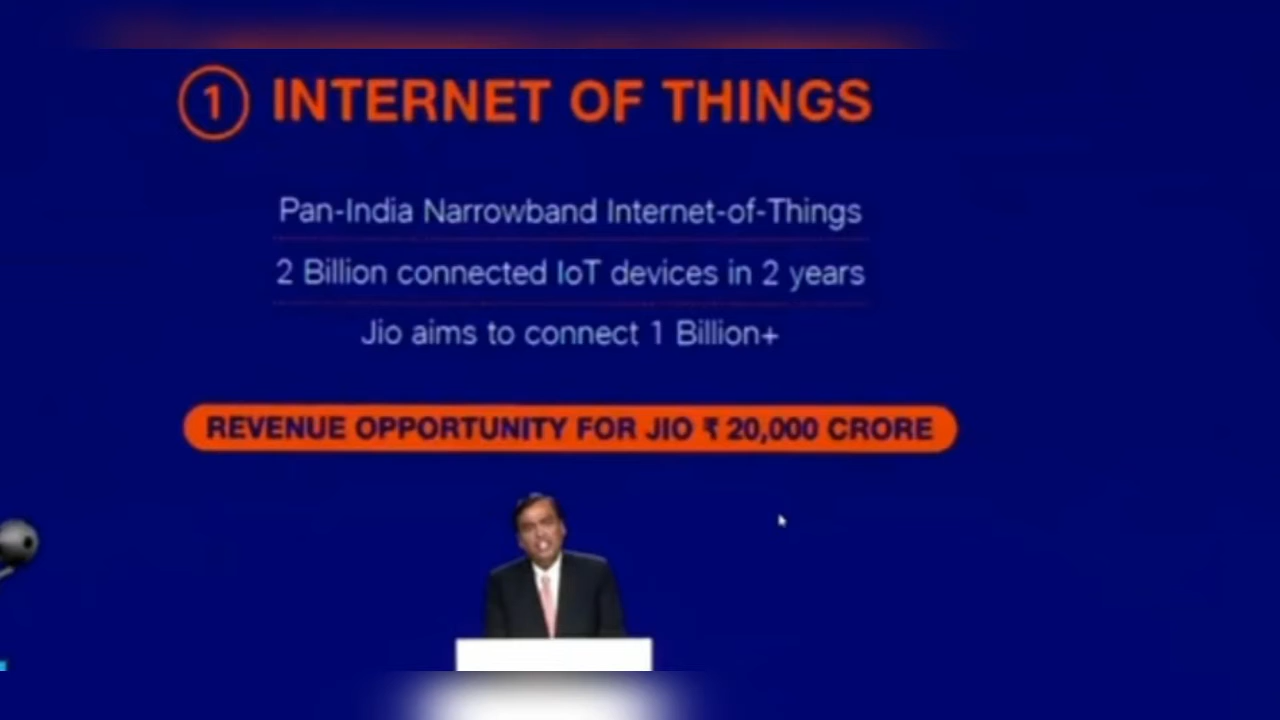 1 INTERNET OF THINGS
Pan-India Narrowband Internet-of-Things
2 Billion connected IoT devices in 2 years
Jio aims to connect 1 Billion+
REVENUE OPPORTUNITY FOR JIO ₹ 20,000 CRORE